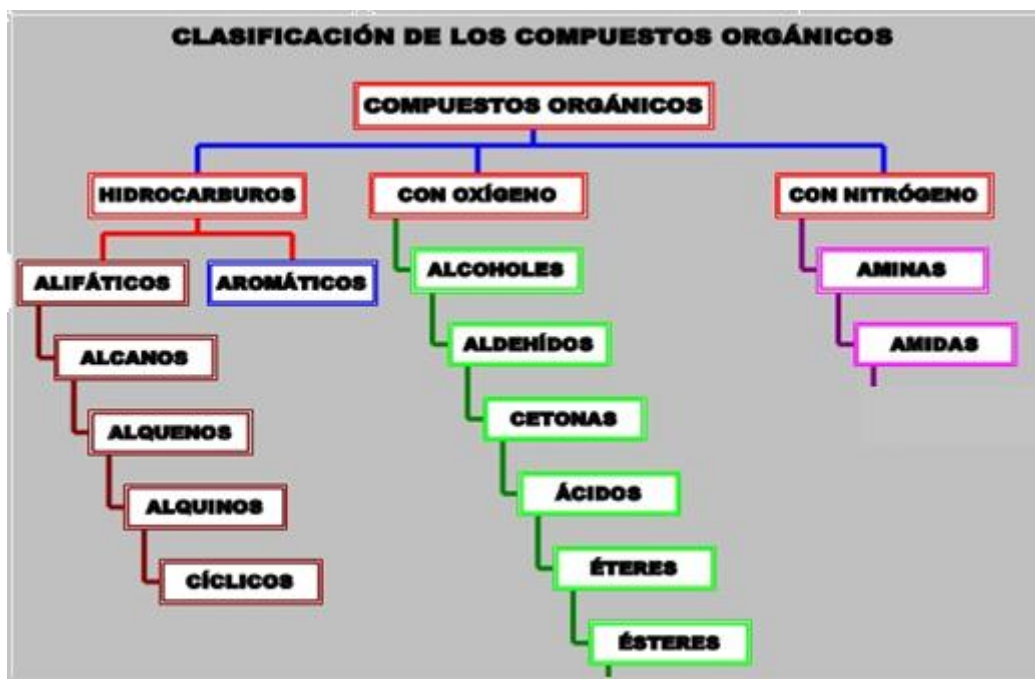 CLASIFICACIÓN DE LOS COMPUESTOS ORGÁNICOS
COMPUESTOS ORGÁNICOS
HIDROCARBUROS
CON OXÍGENO
CON NITRÓGENO
ALIFÁTICOS
AROMÁTICOS
ALCANOS
ALQUENOS
ALQUINOS
CÍCLICOS
ALCOHOLES
ALDEHÍDOS
CETONAS
ÁCIDOS
ÉTERES
ÉSTERES
AMINAS
AMIDAS